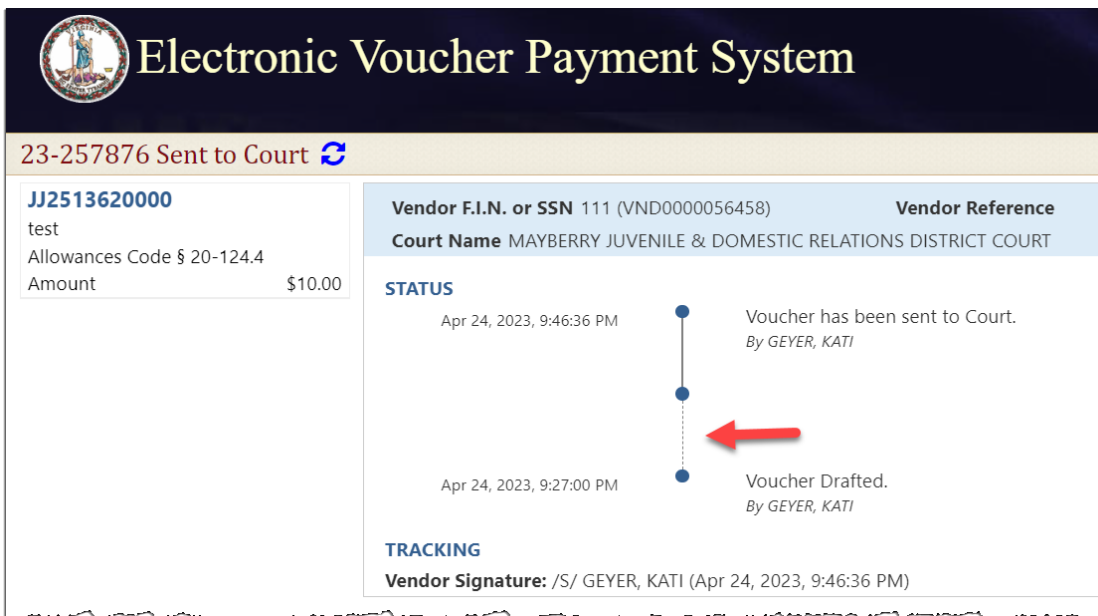 VIRGINIA
Electronic Voucher Payment System
23-257876 Sent to Court
JJ2513620000
test
Allowances Code § 20-124.4
Amount $10.00
Vendor F.I.N. or SSN 111 (VND0000056458) Vendor Reference
Court Name MAYBERRY JUVENILE & DOMESTIC RELATIONS DISTRICT COURT
STATUS
Apr 24, 2023, 9:46:36 PM Voucher has been sent to Court.
By GEYER, KATI
Apr 24, 2023, 9:27:00 PM Voucher Drafted.
By GEYER, KATI
TRACKING
Vendor Signature: /S/ GEYER, KATI (Apr 24, 2023, 9:46:36 PM)